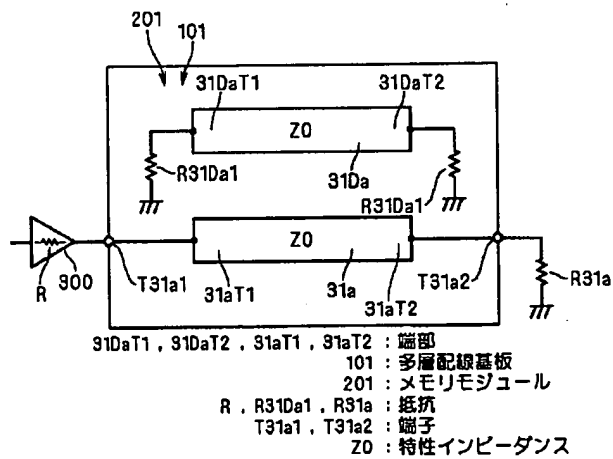 201 101
31DaT1 31DaT2
Z0
R31Da1 31Da R31Da1
Z0
R 900 T31a1 31aT1 31a 31aT2 T31a2 R31a
31DaT1 , 31DaT2 , 31aT1 , 31aT2 : 端部
101 : 多層配線基板
201 : メモリモジュール
R , R31Da1 , R31a : 抵抗
T31a1 , T31a2 : 端子
Z0 : 特性インピーダンス